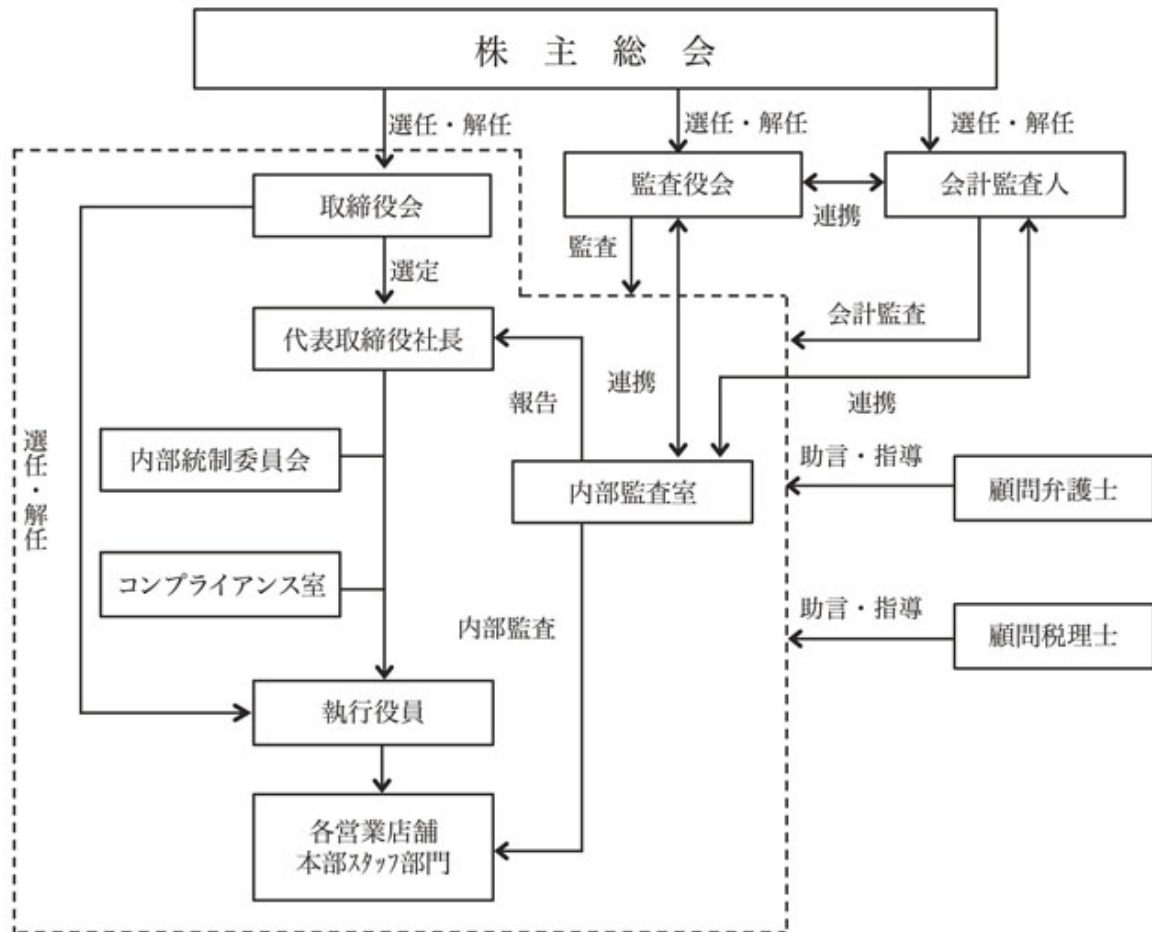 株主総会
選任・解任
選任・解任
選任・解任
取締役会
監査役会
会計監査人
連携
監査
選定
会計監査
代表取締役社長
報告
連携
連携
選任・解任
内部統制委員会
内部監査室
助言・指導
顧問弁護士
コンプライアンス室
内部監査
助言・指導
顧問税理士
執行役員
各営業店舗
本部ｽﾀｯﾌ部門